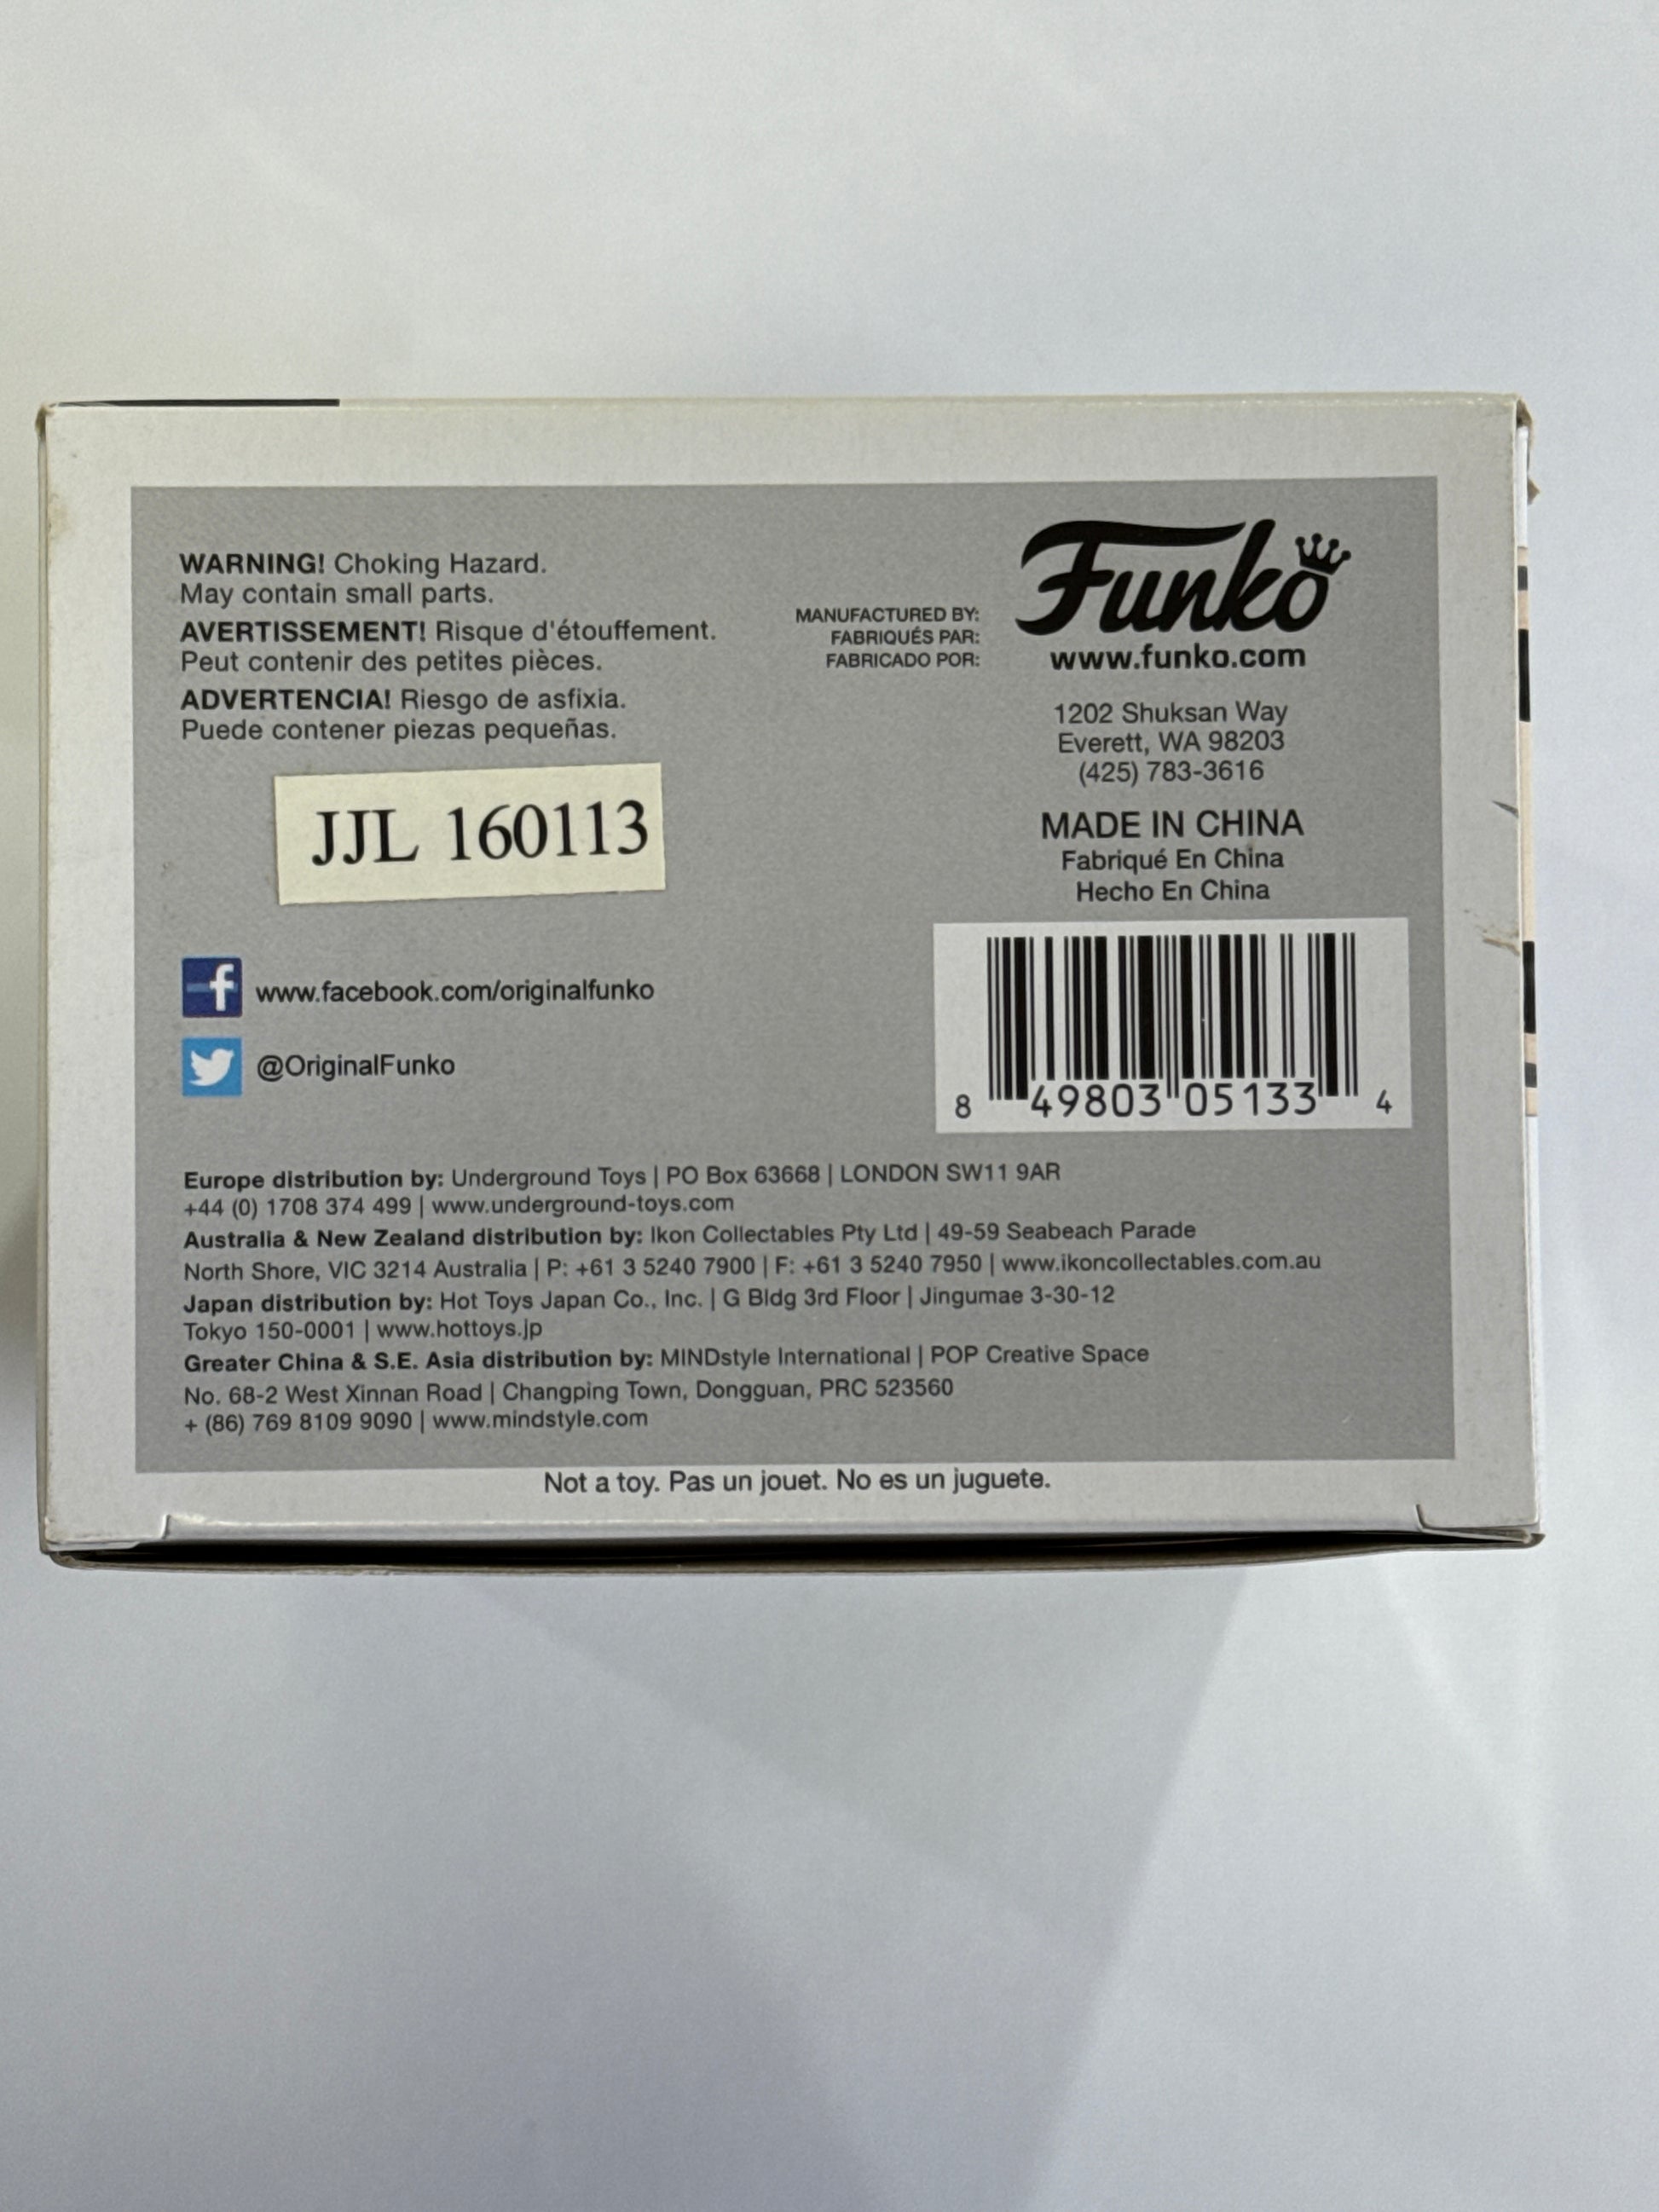 WARNING! Choking Hazard.
May contain small parts.
AVERTISSEMENT! Risque d'étouffement.
Peut contenir des petites pièces.
ADVERTENCIA! Riesgo de asfixia.
Puede contener piezas pequeñas.
JJL 160113
www.facebook.com/originalfunko
@OriginalFunko
MANUFACTURED BY:
FABRIQUÉS PAR:
FABRICADO POR:
Funko
www.funko.com
1202 Shuksan Way
Everett, WA 98203
(425) 783-3616
MADE IN CHINA
Fabriqué En China
Hecho En China
8 49803 05133 4
Europe distribution by: Underground Toys | PO Box 63668 | LONDON SW11 9AR
+44 (0) 1708 374 499 | www.underground-toys.com
Australia & New Zealand distribution by: Ikon Collectables Pty Ltd | 49-59 Seabeach Parade
North Shore, VIC 3214 Australia | P: +61 3 5240 7900 | F: +61 3 5240 7950 | www.ikoncollectables.com.au
Japan distribution by: Hot Toys Japan Co., Inc. | G Bldg 3rd Floor | Jingumae 3-30-12
Tokyo 150-0001 | www.hottoys.jp
Greater China & S.E. Asia distribution by: MINDstyle International | POP Creative Space
No. 68-2 West Xinnan Road | Changping Town, Dongguan, PRC 523560
+ (86) 769 8109 9090 | www.mindstyle.com
Not a toy. Pas un jouet. No es un juguete.